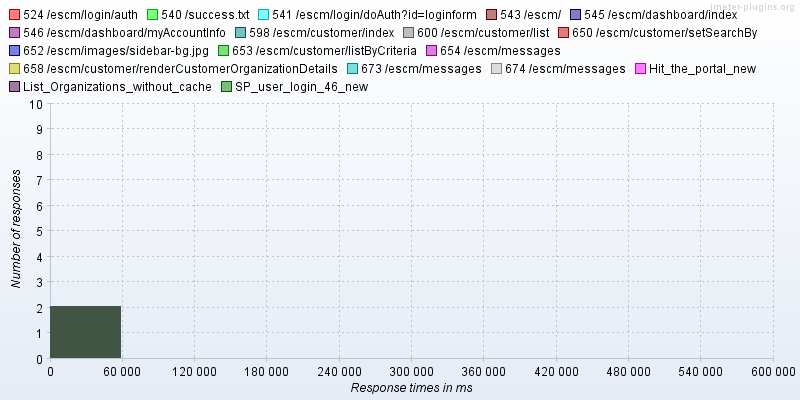 jmeter-plugins.org
524 /escm/login/auth 540 /success.txt 541 /escm/login/doAuth?id=loginform 543 /escm/ 545 /escm/dashboard/index
546 /escm/dashboard/myAccountInfo 598 /escm/customer/index 600 /escm/customer/list 650 /escm/customer/setSearchBy
652 /escm/images/sidebar-bg.jpg 653 /escm/customer/listByCriteria 654 /escm/messages
658 /escm/customer/renderCustomerOrganizationDetails 673 /escm/messages 674 /escm/messages Hit_the_portal_new
List_Organizations_without_cache SP_user_login_46_new
Number of responses
10
9
8
7
6
5
4
3
2
1
0
0 60 000 120 000 180 000 240 000 300 000 360 000 420 000 480 000 540 000 600 000
Response times in ms